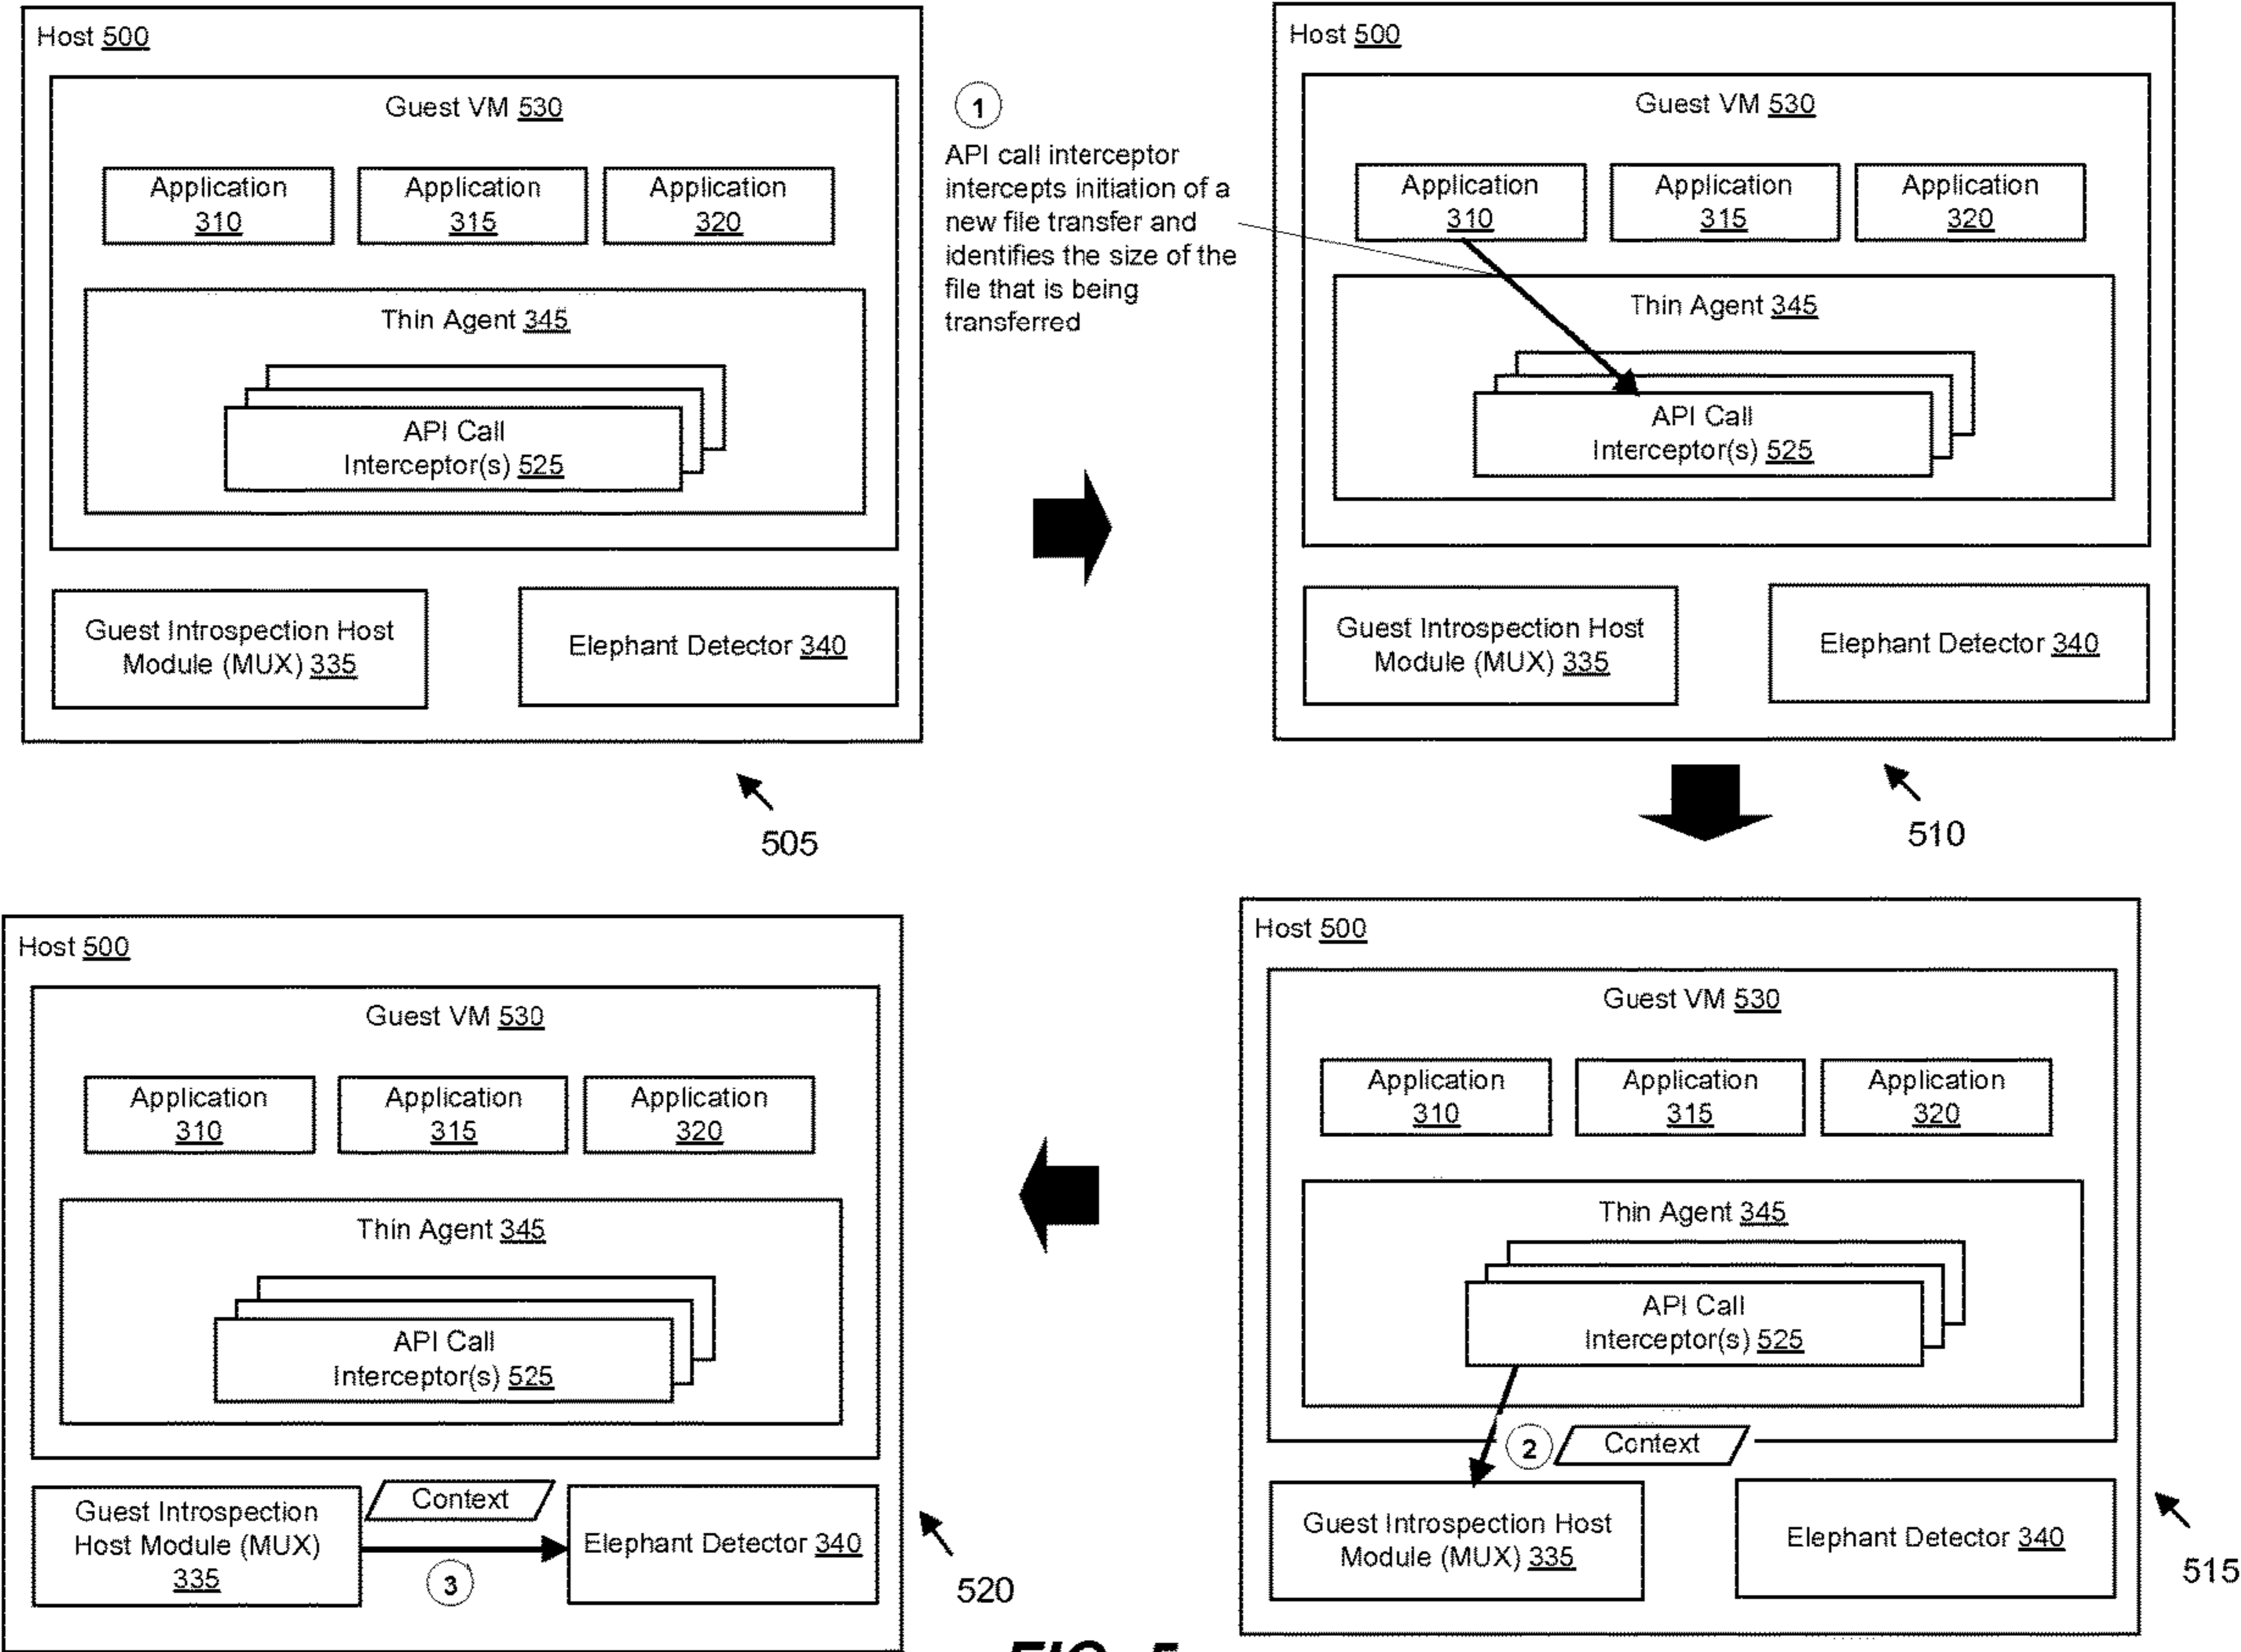 Host 500
Guest VM 530
Application
310
Application
315
Application
320
Thin Agent 345
API Call
Interceptor(s) 525
Guest Introspection Host
Module (MUX) 335
Elephant Detector 340
505
1
API call interceptor
intercepts initiation of a
new file transfer and
identifies the size of the
file that is being
transferred
Host 500
Guest VM 530
Application
310
Application
315
Application
320
Thin Agent 345
API Call
Interceptor(s) 525
Guest Introspection Host
Module (MUX) 335
Elephant Detector 340
510
Host 500
Guest VM 530
Application
310
Application
315
Application
320
Thin Agent 345
API Call
Interceptor(s) 525
2
Context
Guest Introspection Host
Module (MUX) 335
Elephant Detector 340
515
Host 500
Guest VM 530
Application
310
Application
315
Application
320
Thin Agent 345
API Call
Interceptor(s) 525
Guest Introspection
Host Module (MUX)
335
Context
3
Elephant Detector 340
520